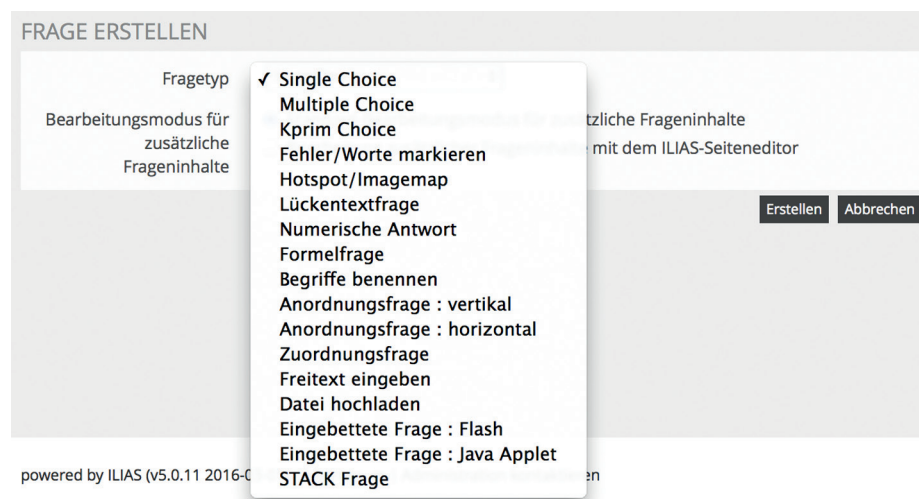 FRAGE ERSTELLEN
Fragetyp
✓ Single Choice
Multiple Choice
Kprim Choice
Fehler/Worte markieren
Hotspot/Imagemap
Lückentextfrage
Numerische Antwort
Formelfrage
Begriffe benennen
Anordnungsfrage : vertikal
Anordnungsfrage : horizontal
Zuordnungsfrage
Freitext eingeben
Datei hochladen
Eingebettete Frage : Flash
Eingebettete Frage : Java Applet
STACK Frage
Bearbeitungsmodus für
zusätzliche
Frageninhalte
tzliche Frageninhalte
mit dem ILIAS-Seiteneditor
Erstellen Abbrechen
powered by ILIAS (v5.0.11 2016-0